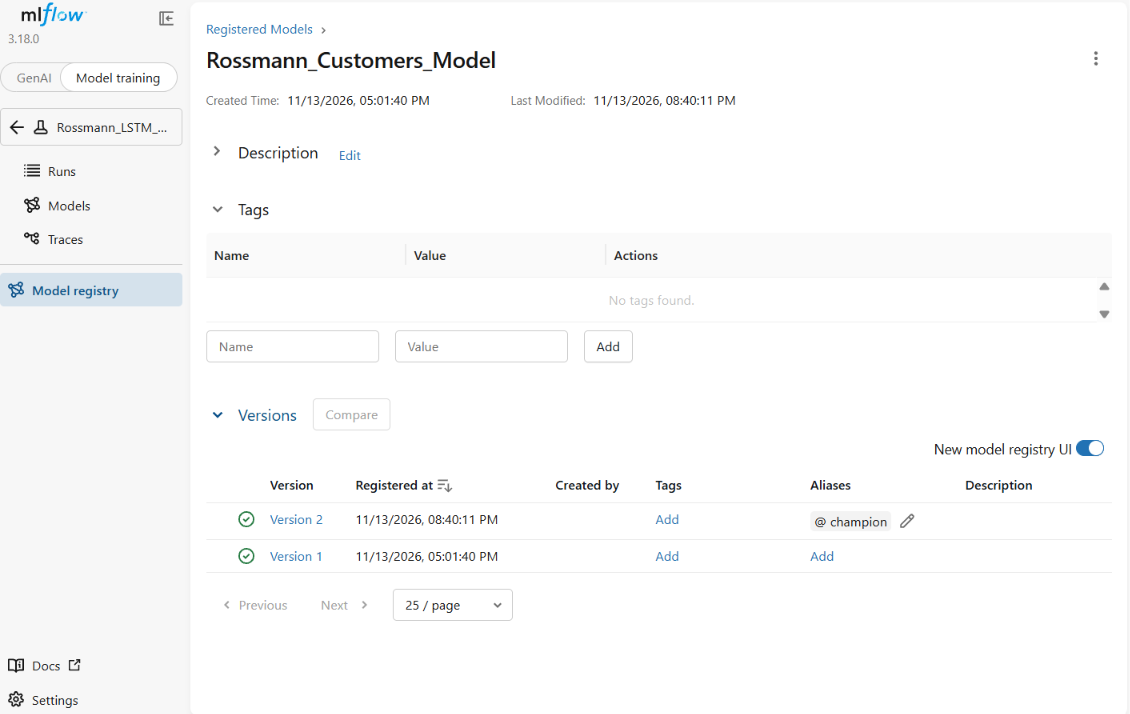 mlflow
3.18.0
GenAI Model training
Rossmann_LSTM_...
Runs
Models
Traces
Model registry
Docs
Settings
Registered Models
Rossmann_Customers_Model
Created Time: 11/13/2026, 05:01:40 PM Last Modified: 11/13/2026, 08:40:11 PM
Description Edit
Tags
Name Value Actions
No tags found.
Name Value Add
Versions Compare
New model registry UI
Version Registered at Created by Tags Aliases Description
Version 2 11/13/2026, 08:40:11 PM Add @ champion
Version 1 11/13/2026, 05:01:40 PM Add Add
Previous Next 25 / page